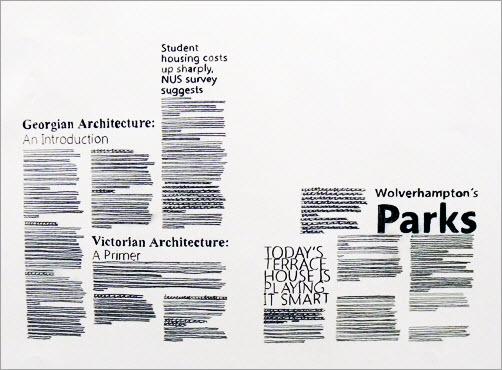 Student
housing costs
up sharply,
NUS survey
suggests
Georgian Architecture:
An Introduction
Victorian Architecture:
A Primer
Wolverhampton's
Parks
TODAY'S
TERRACE
HOUSE IS
PLAYING
IT SMART